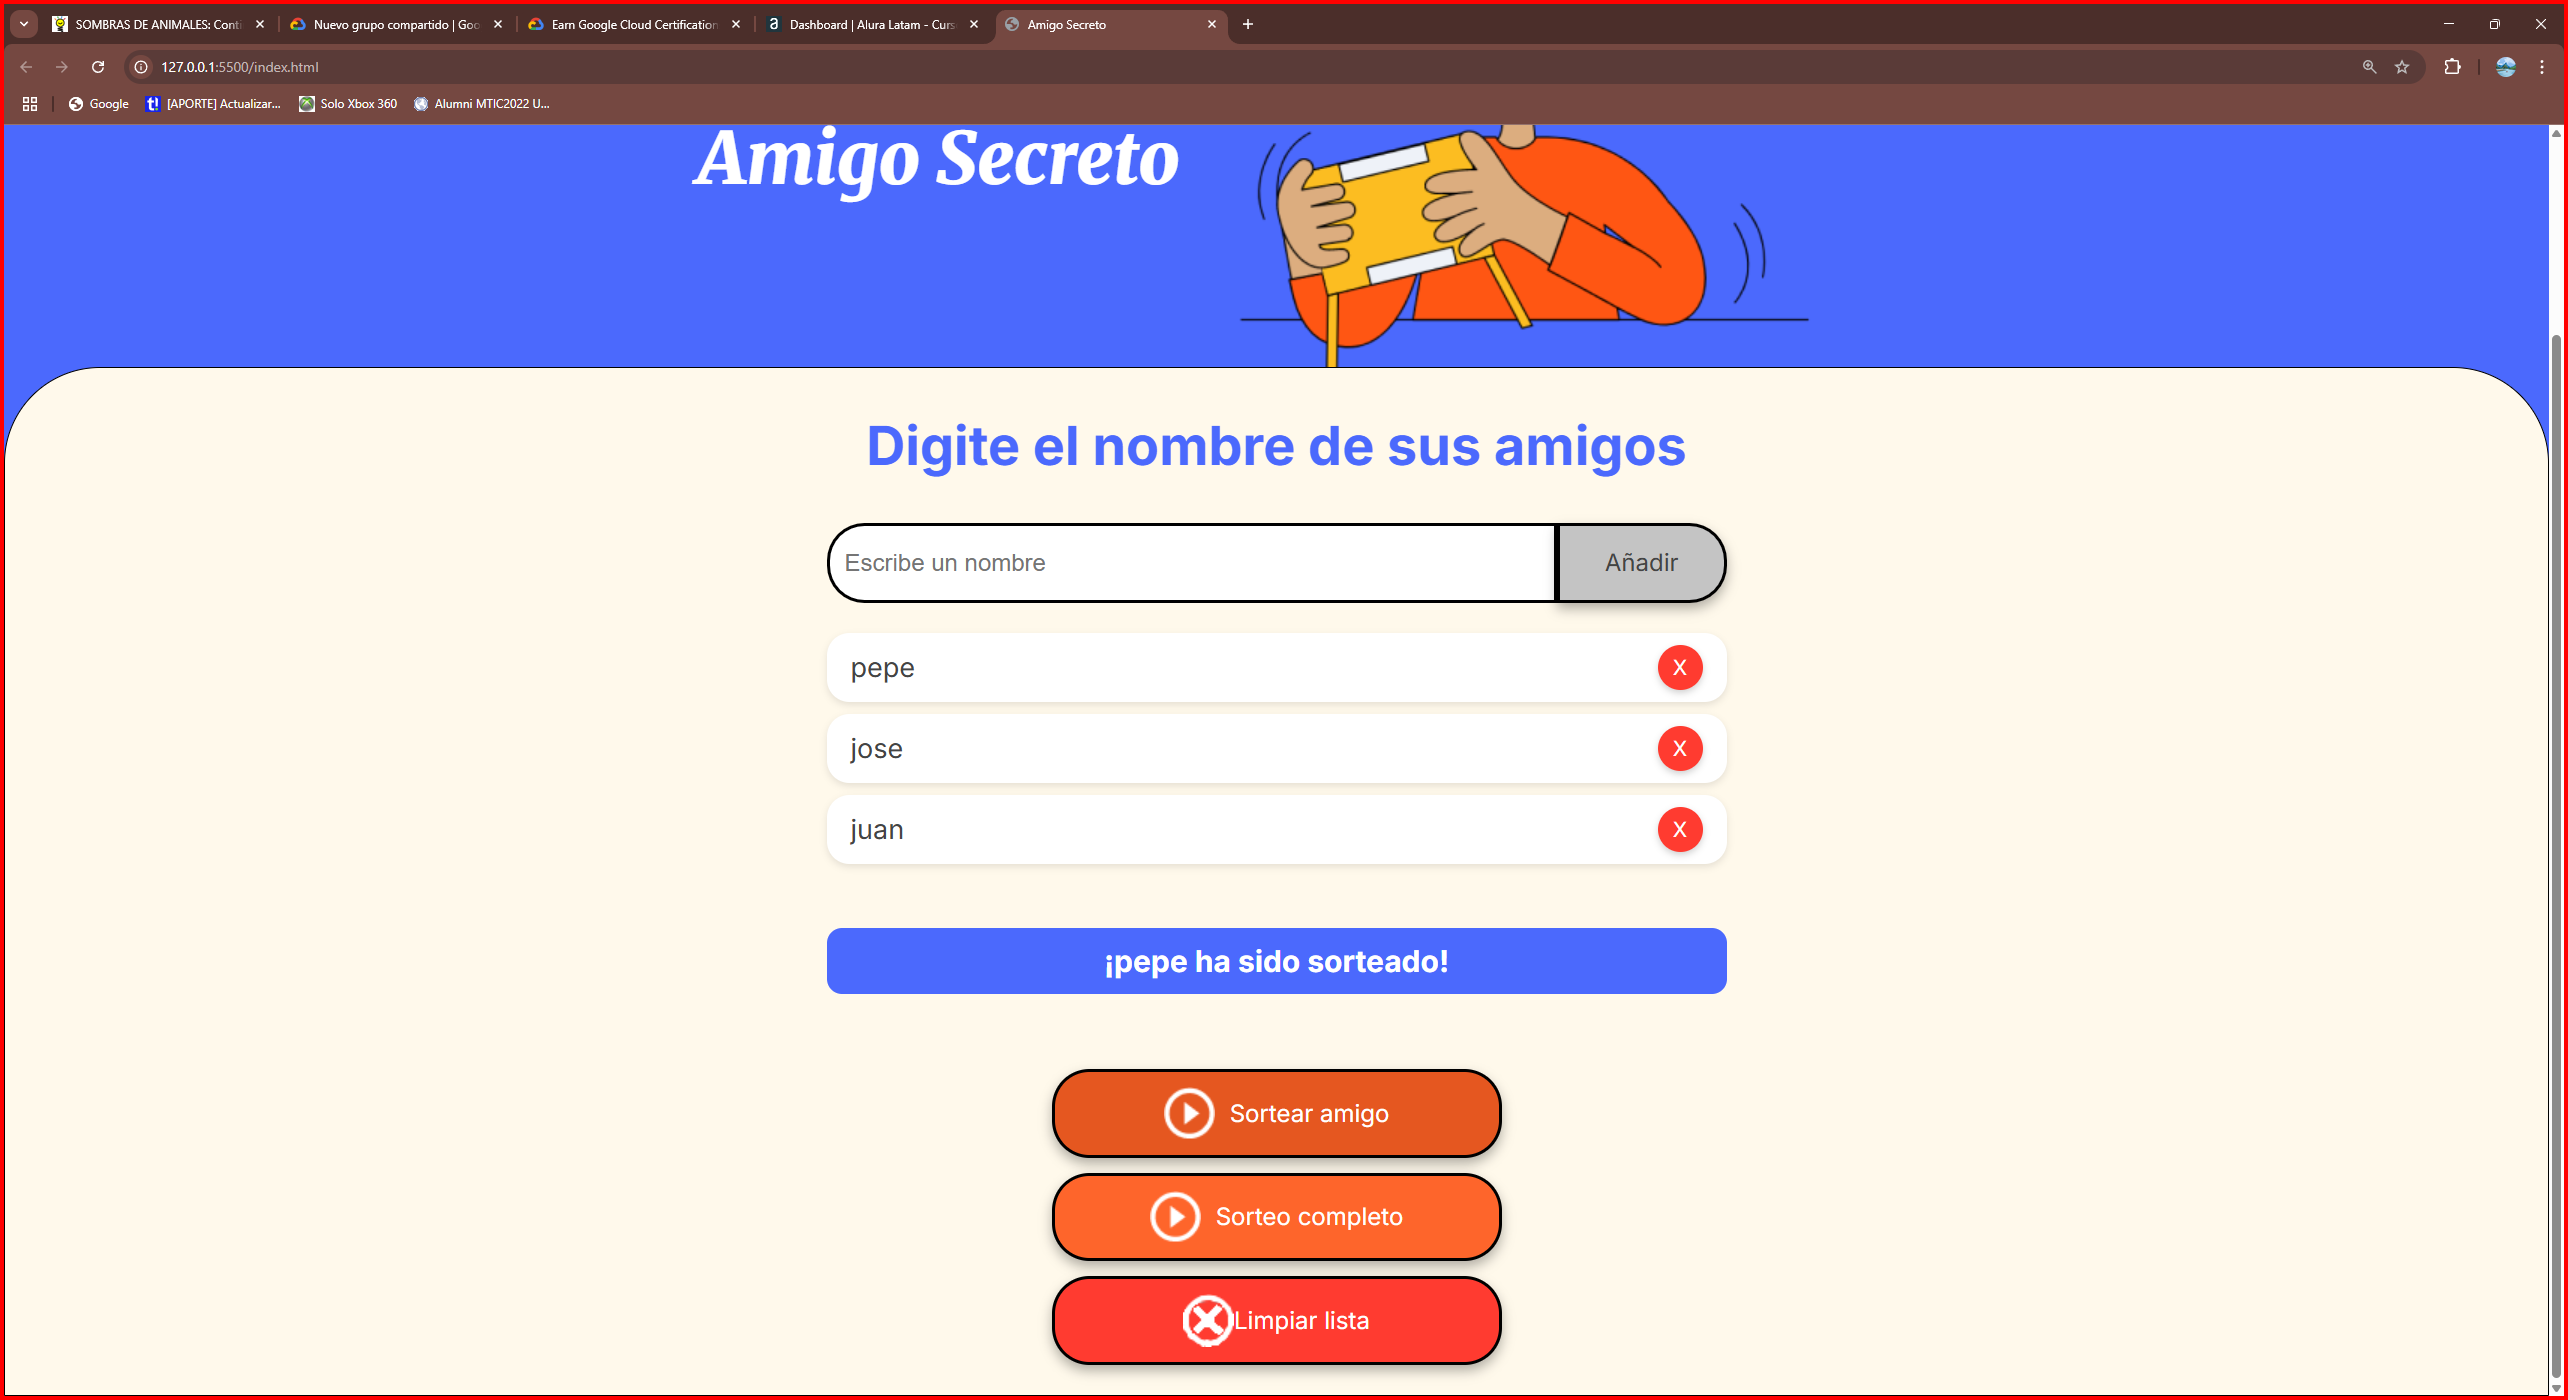 SOMBRAS DE ANIMALES: Conti
Nuevo grupo compartido | Goo
Earn Google Cloud Certification
Dashboard | Alura Latam - Curs
Amigo Secreto
127.0.0.1:5500/index.html
Google
[APORTE] Actualizar...
Solo Xbox 360
Alumni MTIC2022 U...
Amigo Secreto
Digite el nombre de sus amigos
Escribe un nombre
Añadir
pepe
X
jose
X
juan
X
¡pepe ha sido sorteado!
Sortear amigo
Sorteo completo
Limpiar lista